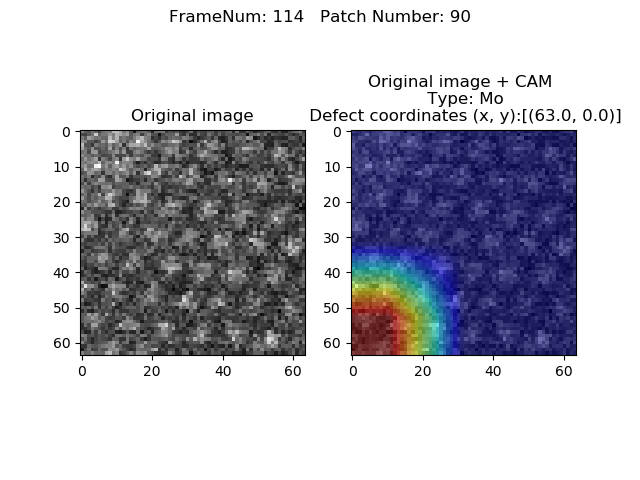 FrameNum: 114   Patch Number: 90
Original image
Original image + CAM
Type: Mo
Defect coordinates (x, y):[(63.0, 0.0)]
0
10
20
30
40
50
60
0 20 40 60
0
10
20
30
40
50
60
0 20 40 60